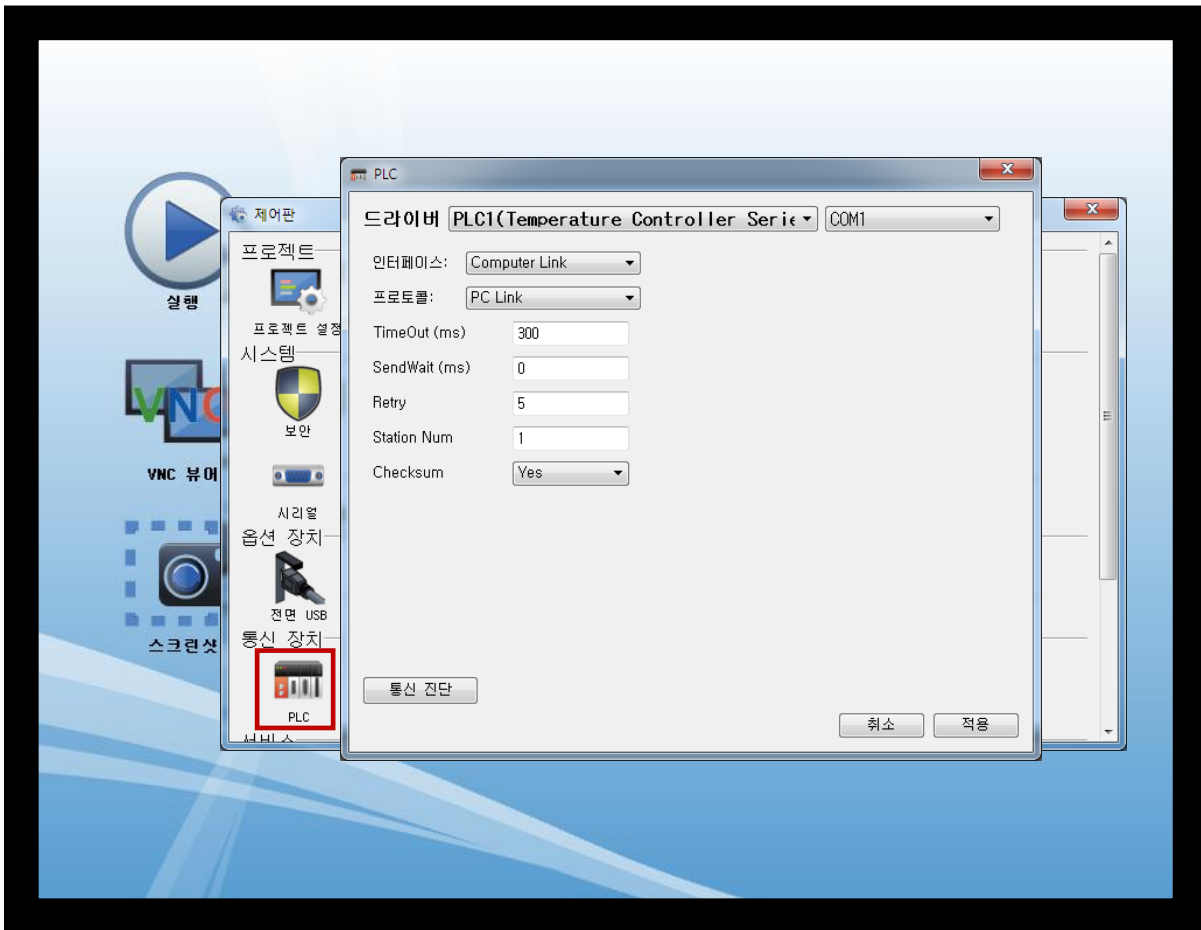 실행
VNC 뷰어
스크린샷
제어판
프로젝트
프로젝트 설정
시스템
보안
시리얼
옵션 장치
전면 USB
통신 장치
PLC
서비스
PLC
드라이버 PLC1(Temperature Controller Serie COM1
인터페이스: Computer Link
프로토콜: PC Link
TimeOut (ms) 300
SendWait (ms) 0
Retry 5
Station Num 1
Checksum Yes
통신 진단
취소 적용